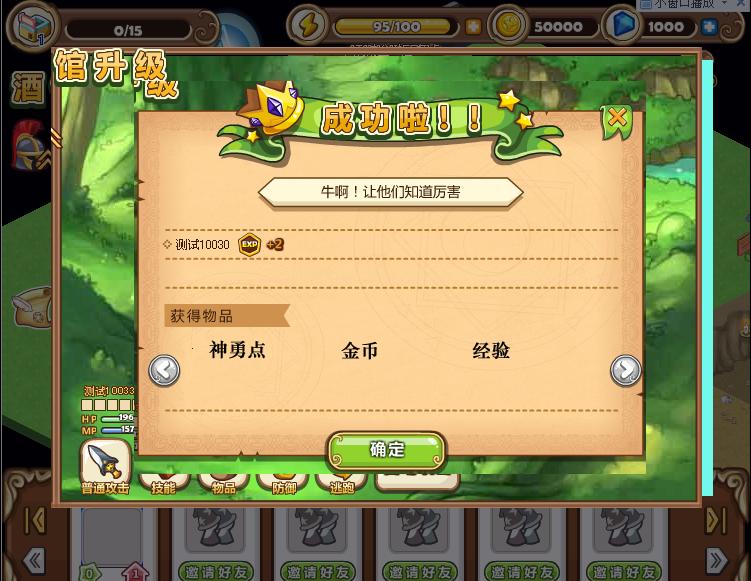 小窗口播放
1
0/15
95/100
50000
1000
馆升级
级
酒
成功啦！！
牛啊！让他们知道厉害
测试10030 EXP +2
获得物品
神勇点 金币 经验
测试10033
HP 196
MP 157
确定
普通攻击 技能 物品 防御 逃跑
0 1
邀请好友 邀请好友 邀请好友 邀请好友 邀请好友